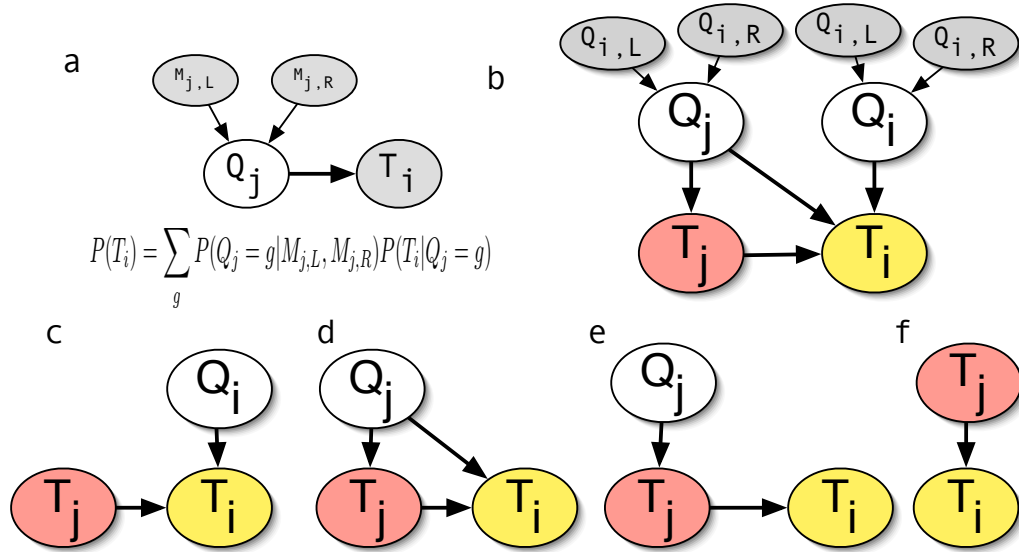 a
M_{j,L} M_{j,R}
Q_j T_i
P(T_i) = \sum_g P(Q_j = g|M_{j,L}, M_{j,R})P(T_i|Q_j = g)
b
Q_{i,L} Q_{i,R} Q_{i,L} Q_{i,R}
Q_j Q_i
T_j T_i
c
Q_i
T_j T_i
d
Q_j
T_j T_i
e
Q_j
T_j T_i
f
T_j
T_i